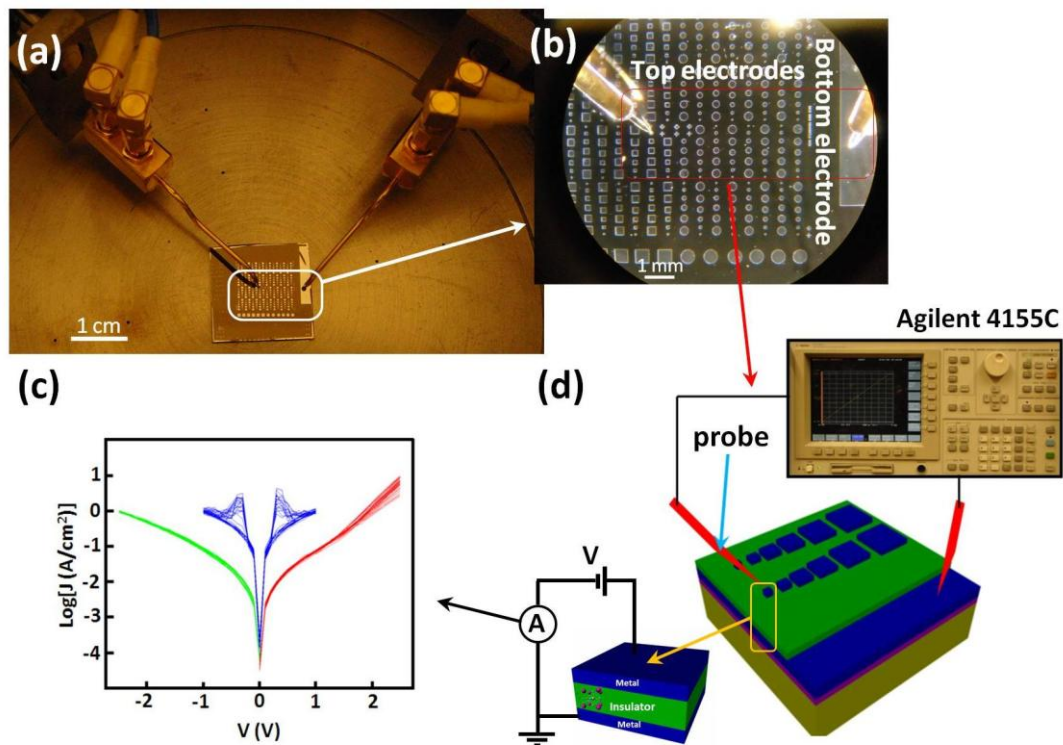 (a)
1 cm
(b)
Top electrodes
Bottom electrode
1 mm
Agilent 4155C
(c)
Log[J (A/cm²)]
1
0
-1
-2
-3
-4
-2
-1
0
1
2
V (V)
(d)
probe
V
A
Metal
Insulator
Metal